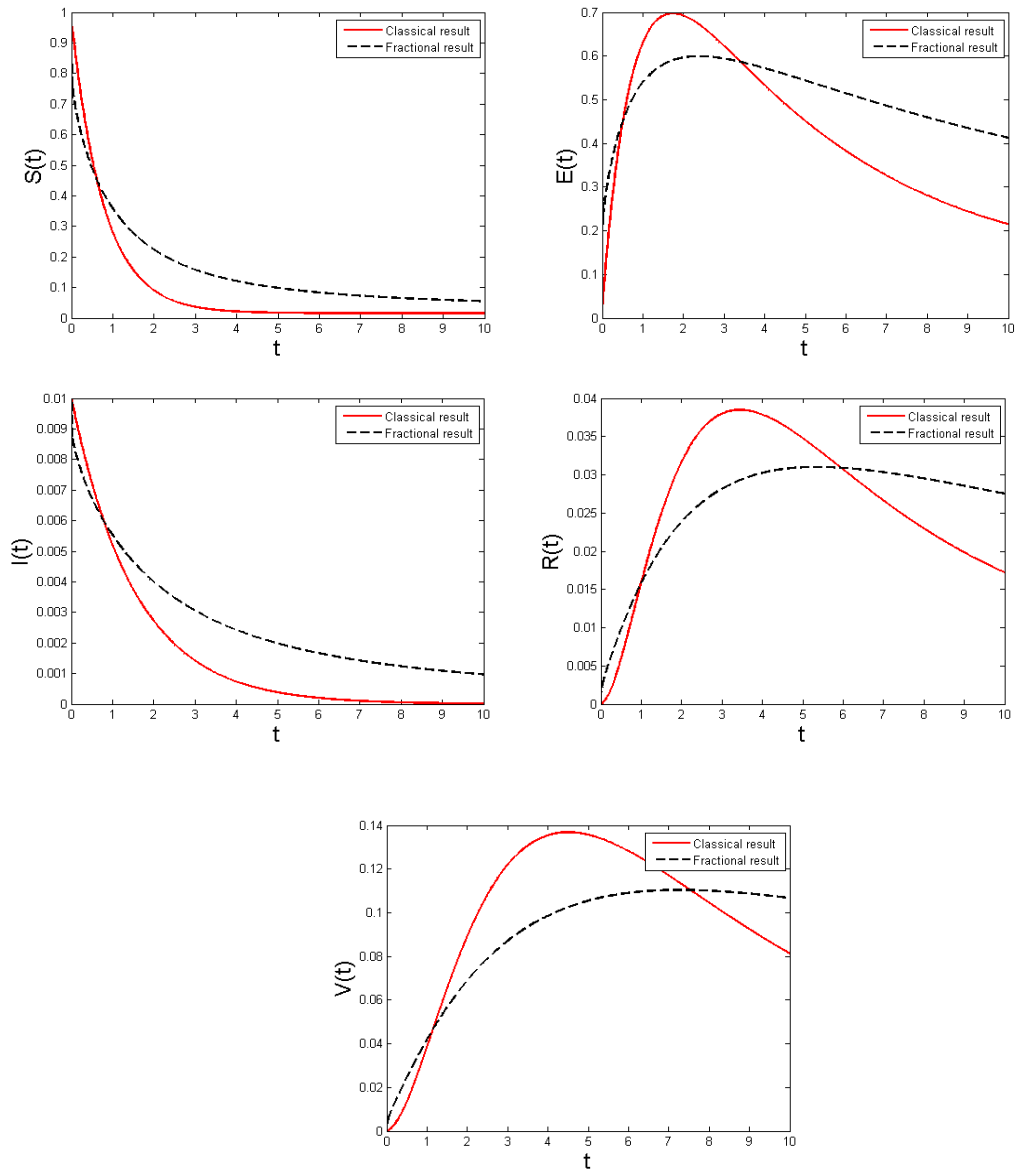 1
0.9
0.8
0.7
0.6
0.5
0.4
0.3
0.2
0.1
0
S(t)
Classical result
Fractional result
0 1 2 3 4 5 6 7 8 9 10
t
0.7
0.6
0.5
0.4
0.3
0.2
0.1
0
E(t)
Classical result
Fractional result
0 1 2 3 4 5 6 7 8 9 10
t
0.01
0.009
0.008
0.007
0.006
0.005
0.004
0.003
0.002
0.001
0
I(t)
Classical result
Fractional result
0 1 2 3 4 5 6 7 8 9 10
t
0.04
0.035
0.03
0.025
0.02
0.015
0.01
0.005
0
R(t)
Classical result
Fractional result
0 1 2 3 4 5 6 7 8 9 10
t
0.14
0.12
0.1
0.08
0.06
0.04
0.02
0
V(t)
Classical result
Fractional result
0 1 2 3 4 5 6 7 8 9 10
t